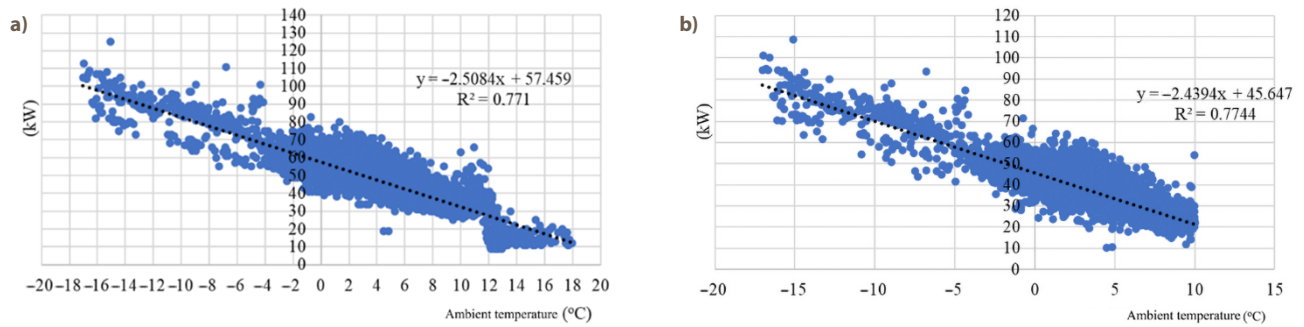 a)
140
130
120
110
100
90
80
70
60
50
40
30
20
10
0
(kW)
y = −2.5084x + 57.459
R² = 0.771
−20 −18 −16 −14 −12 −10 −8 −6 −4 −2 0 2 4 6 8 10 12 14 16 18 20
Ambient temperature (°C)
b)
120
110
100
90
80
70
60
50
40
30
20
10
0
(kW)
y = −2.4394x + 45.647
R² = 0.7744
−20 −15 −10 −5 0 5 10 15
Ambient temperature (°C)